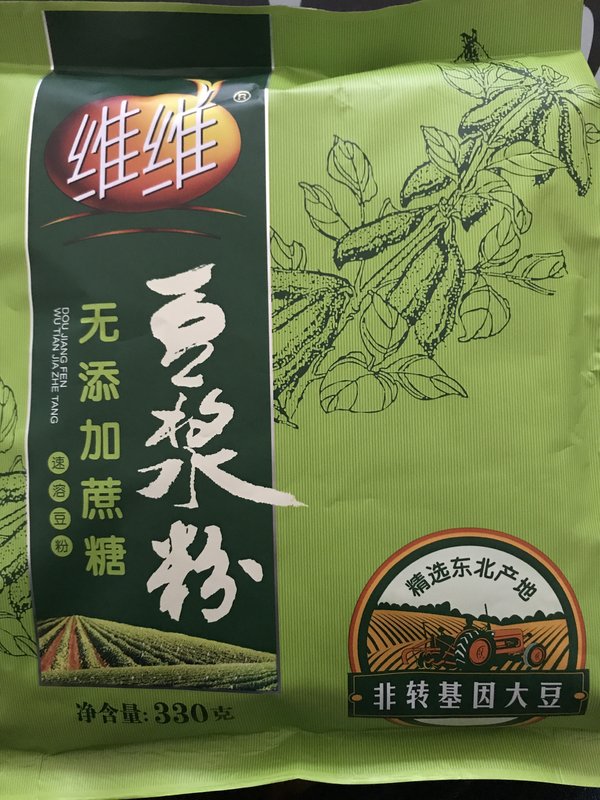 维维®
豆浆粉
无添加蔗糖
DOU JIANG FEN
WU TIAN JIA ZHE TANG
速溶豆粉
净含量: 330克
精选东北产地
非转基因大豆